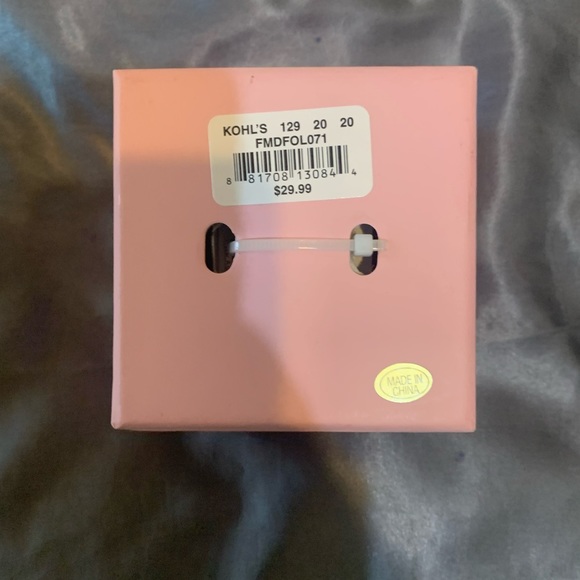 KOHL'S 129 20 20
FMDFOL071
8 81708 13084 4
$29.99
MADE IN
CHINA